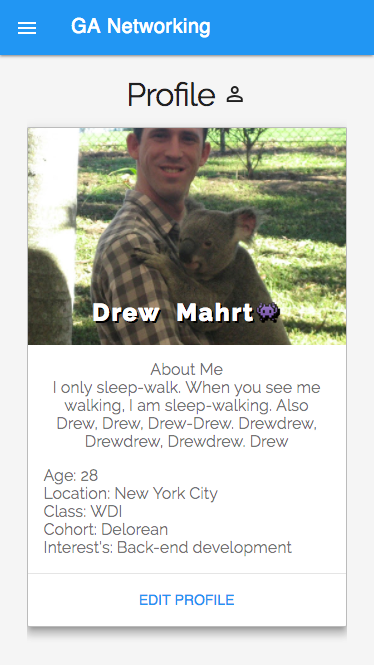 GA Networking
Profile
Drew Mahrt
About Me
I only sleep-walk. When you see me
walking, I am sleep-walking. Also
Drew, Drew, Drew-Drew. Drewdrew,
Drewdrew, Drewdrew. Drew
Age: 28
Location: New York City
Class: WDI
Cohort: Delorean
Interest's: Back-end development
EDIT PROFILE